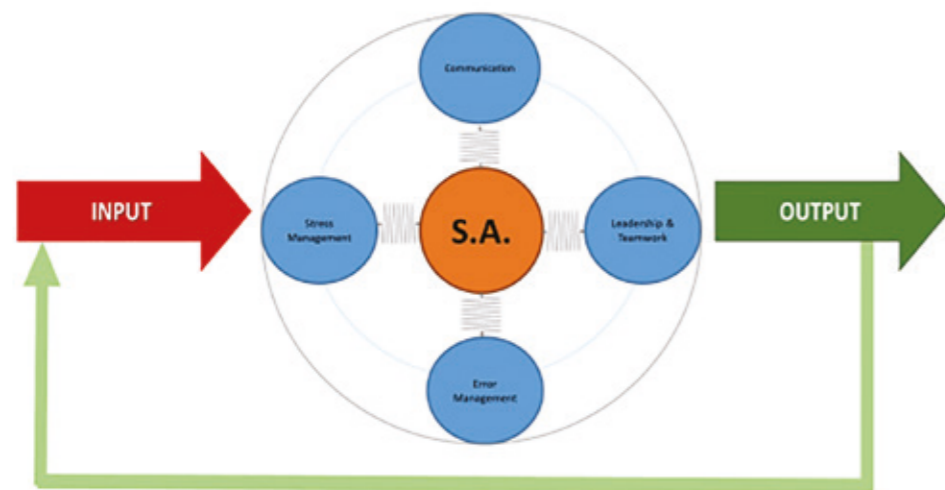 Communication
INPUT
Stress
Management
S.A.
Leadership &
Teamwork
OUTPUT
Error
Management